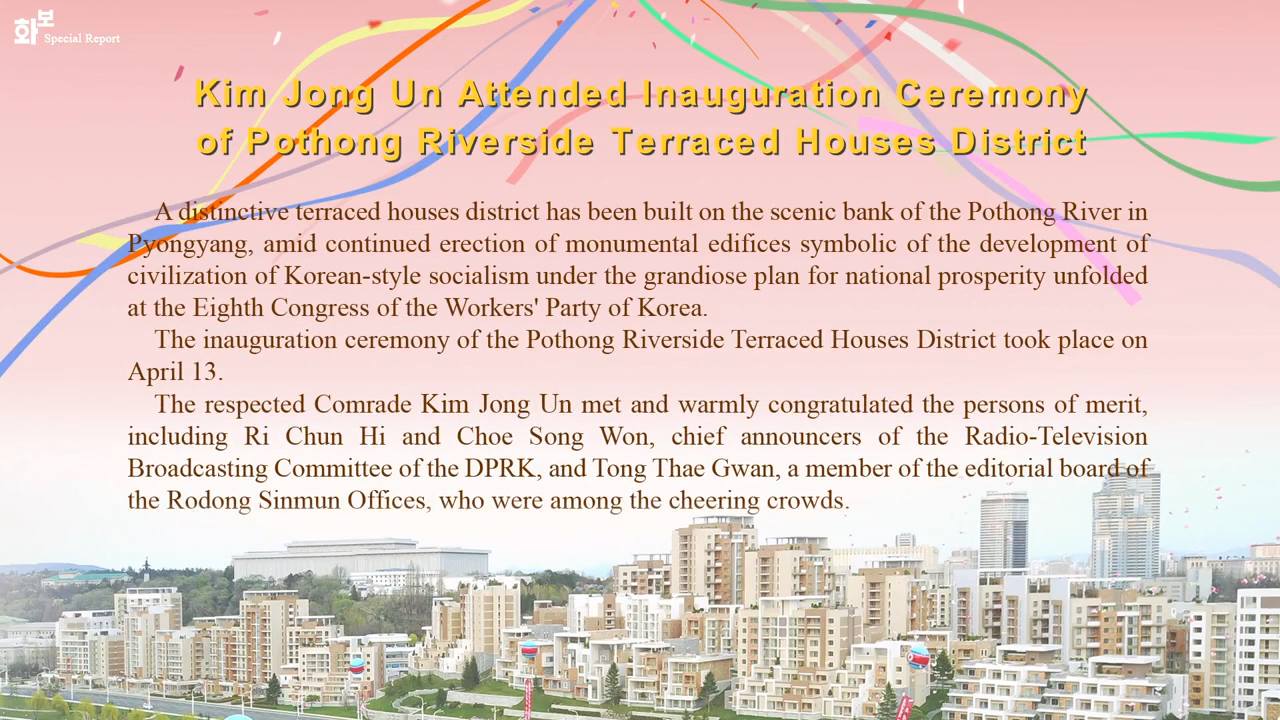 화보
Special Report
Kim Jong Un Attended Inauguration Ceremony
of Pothong Riverside Terraced Houses District
A distinctive terraced houses district has been built on the scenic bank of the Pothong River in
Pyongyang, amid continued erection of monumental edifices symbolic of the development of
civilization of Korean-style socialism under the grandiose plan for national prosperity unfolded
at the Eighth Congress of the Workers' Party of Korea.
The inauguration ceremony of the Pothong Riverside Terraced Houses District took place on
April 13.
The respected Comrade Kim Jong Un met and warmly congratulated the persons of merit,
including Ri Chun Hi and Choe Song Won, chief announcers of the Radio-Television
Broadcasting Committee of the DPRK, and Tong Thae Gwan, a member of the editorial board of
the Rodong Sinmun Offices, who were among the cheering crowds.